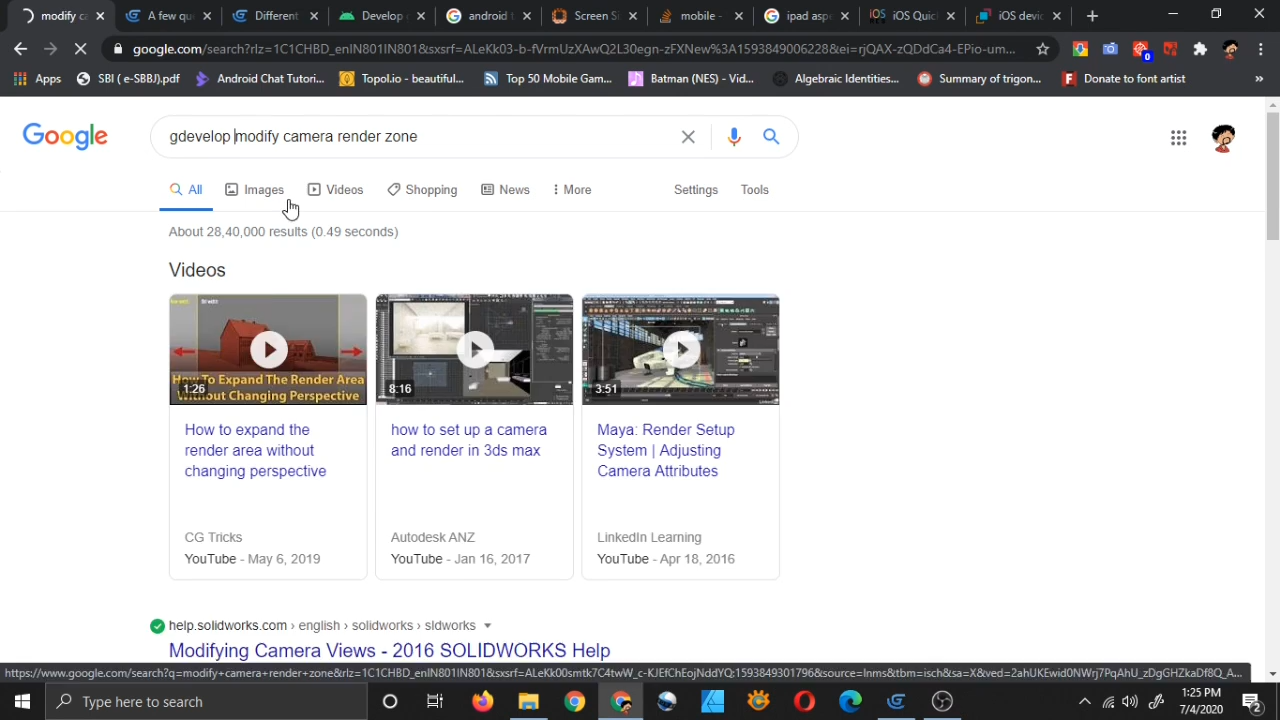 modify ca
A few qu
Different
Develop
android t
Screen Si
mobile -
ipad aspe
iOS Quic
iOS devic
google.com/search?rlz=1C1CHBD_enIN801IN801&sxsrf=ALeKk03-b-fVrmUzXAwQ2L30egn-zFXNew%3A1593849006228&ei=rjQAX-zQDdCa4-EPio-um...
0
Apps
SBI ( e-SBBJ).pdf
Android Chat Tutori...
Topol.io - beautiful...
Top 50 Mobile Gam...
Batman (NES) - Vid...
Algebraic Identities...
Summary of trigon...
Donate to font artist
»
Google
gdevelop modify camera render zone
All
Images
Videos
Shopping
News
More
Settings
Tools
About 28,40,000 results (0.49 seconds)
Videos
How To Expand The Render Area
Without Changing Perspective
1:26
8:16
3:51
How to expand the
render area without
changing perspective
CG Tricks
YouTube - May 6, 2019
how to set up a camera
and render in 3ds max
Autodesk ANZ
YouTube - Jan 16, 2017
Maya: Render Setup
System | Adjusting
Camera Attributes
LinkedIn Learning
YouTube - Apr 18, 2016
help.solidworks.com › english › solidworks › sldworks
Modifying Camera Views - 2016 SOLIDWORKS Help
https://www.google.com/search?q=modify+camera+render+zone&rlz=1C1CHBD_enIN801IN801&sxsrf=ALeKk00smtk7C4twW_c-KJEfChEojNddYQ:1593849301796&source=lnms&tbm=isch&sa=X&ved=2ahUKEwid0NWrj7PqAhU_zDgGHZkaDf8Q_A...
Type here to search
1:25 PM
7/4/2020
2